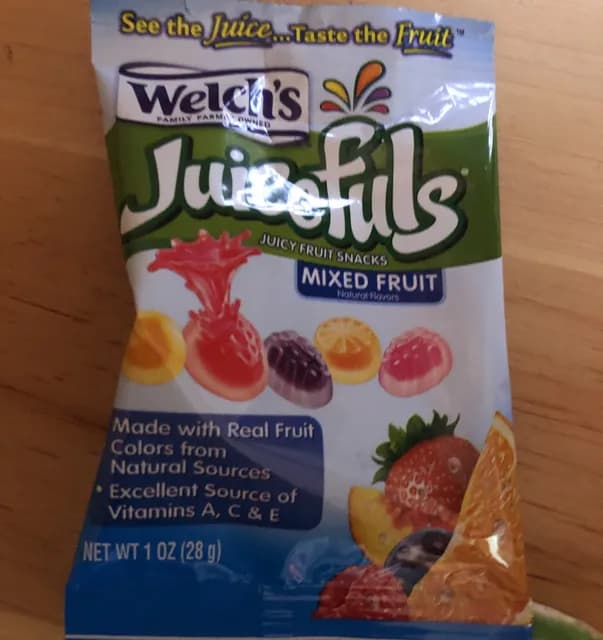 See the Juice...Taste the Fruit™
Welch's
FAMILY FARMER OWNED
Juicefuls®
JUICY FRUIT SNACKS
MIXED FRUIT
Natural Flavors
Made with Real Fruit
Colors from
Natural Sources
• Excellent Source of
Vitamins A, C & E
NET WT 1 OZ (28 g)